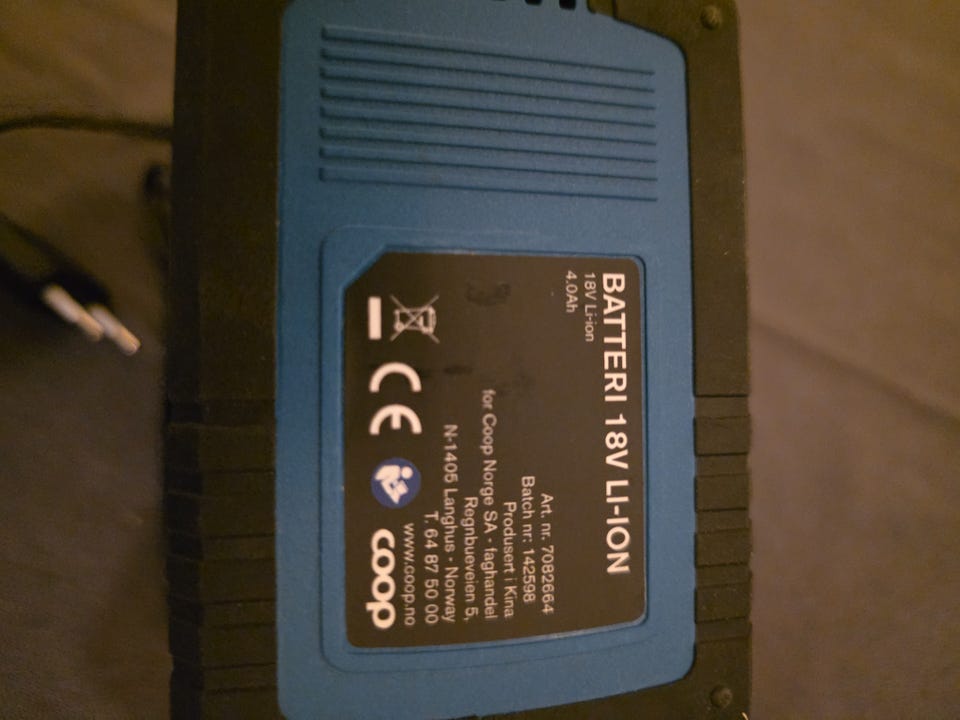 BATTERI 18V LI-ION
18V Li-ion
4.0Ah
Art. nr. 7082664
Batch nr: 142598
Produsert i Kina
for Coop Norge SA - faghandel
Regnbueveien 5,
N-1405 Langhus - Norway
T. 64 87 50 00
www.coop.no
CE
coop